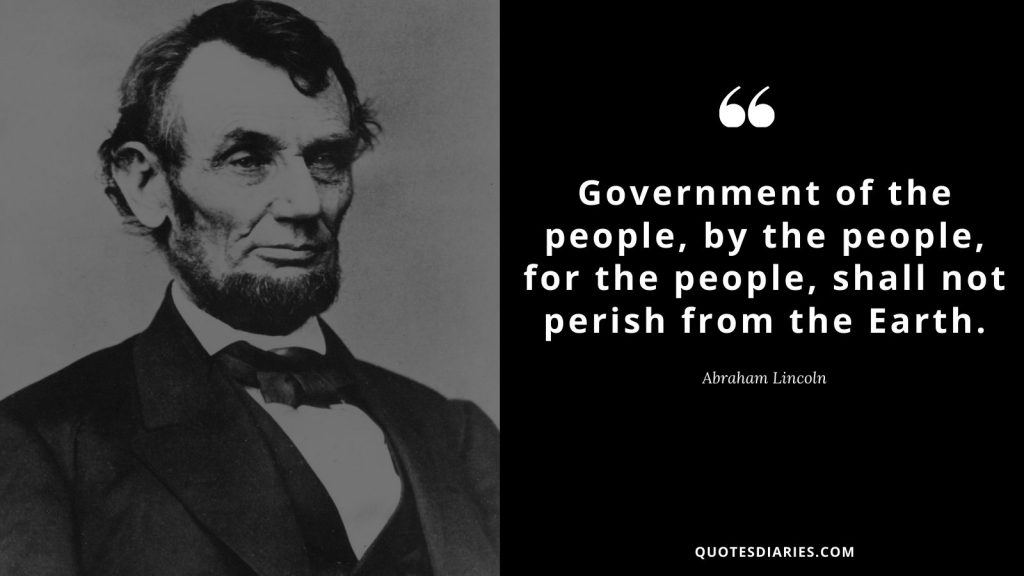 Government of the
people, by the people,
for the people, shall not
perish from the Earth.
Abraham Lincoln
QUOTESDIARIES.COM